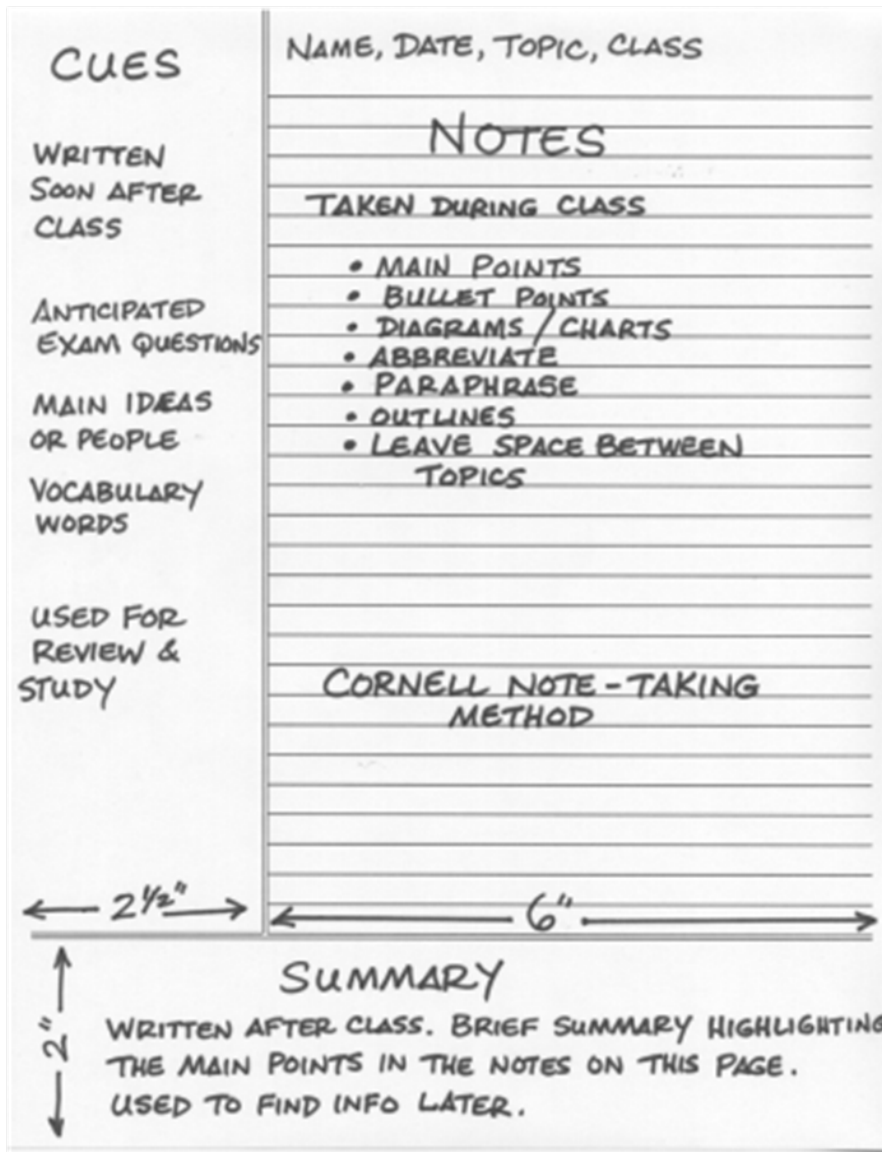 CUES
WRITTEN
SOON AFTER
CLASS
ANTICIPATED
EXAM QUESTIONS
MAIN IDEAS
OR PEOPLE
VOCABULARY
WORDS
USED FOR
REVIEW &
STUDY
2 1/2"
NAME, DATE, TOPIC, CLASS
NOTES
TAKEN DURING CLASS
• MAIN POINTS
• BULLET POINTS
• DIAGRAMS / CHARTS
• ABBREVIATE
• PARAPHRASE
• OUTLINES
• LEAVE SPACE BETWEEN
TOPICS
CORNELL NOTE-TAKING
METHOD
6"
2"
SUMMARY
WRITTEN AFTER CLASS. BRIEF SUMMARY HIGHLIGHTING
THE MAIN POINTS IN THE NOTES ON THIS PAGE.
USED TO FIND INFO LATER.